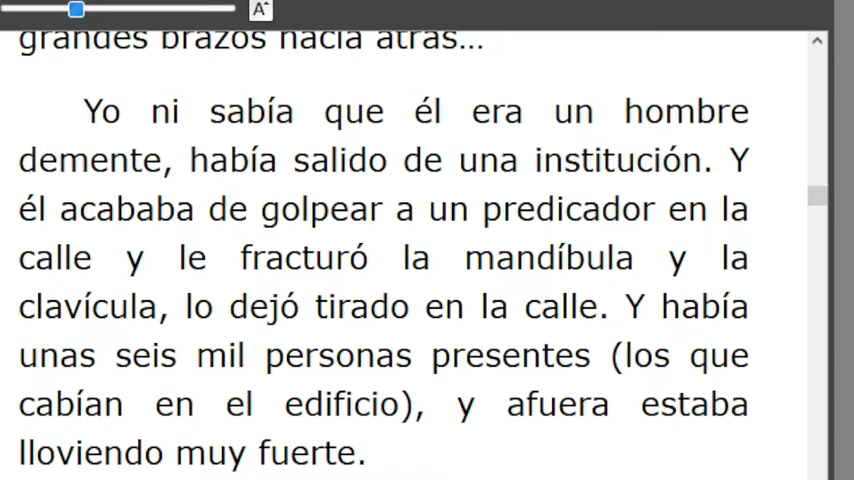 A
grandes brazos hacia atrás...
Yo ni sabía que él era un hombre
demente, había salido de una institución. Y
él acababa de golpear a un predicador en la
calle y le fracturó la mandíbula y la
clavícula, lo dejó tirado en la calle. Y había
unas seis mil personas presentes (los que
cabían en el edificio), y afuera estaba
lloviendo muy fuerte.